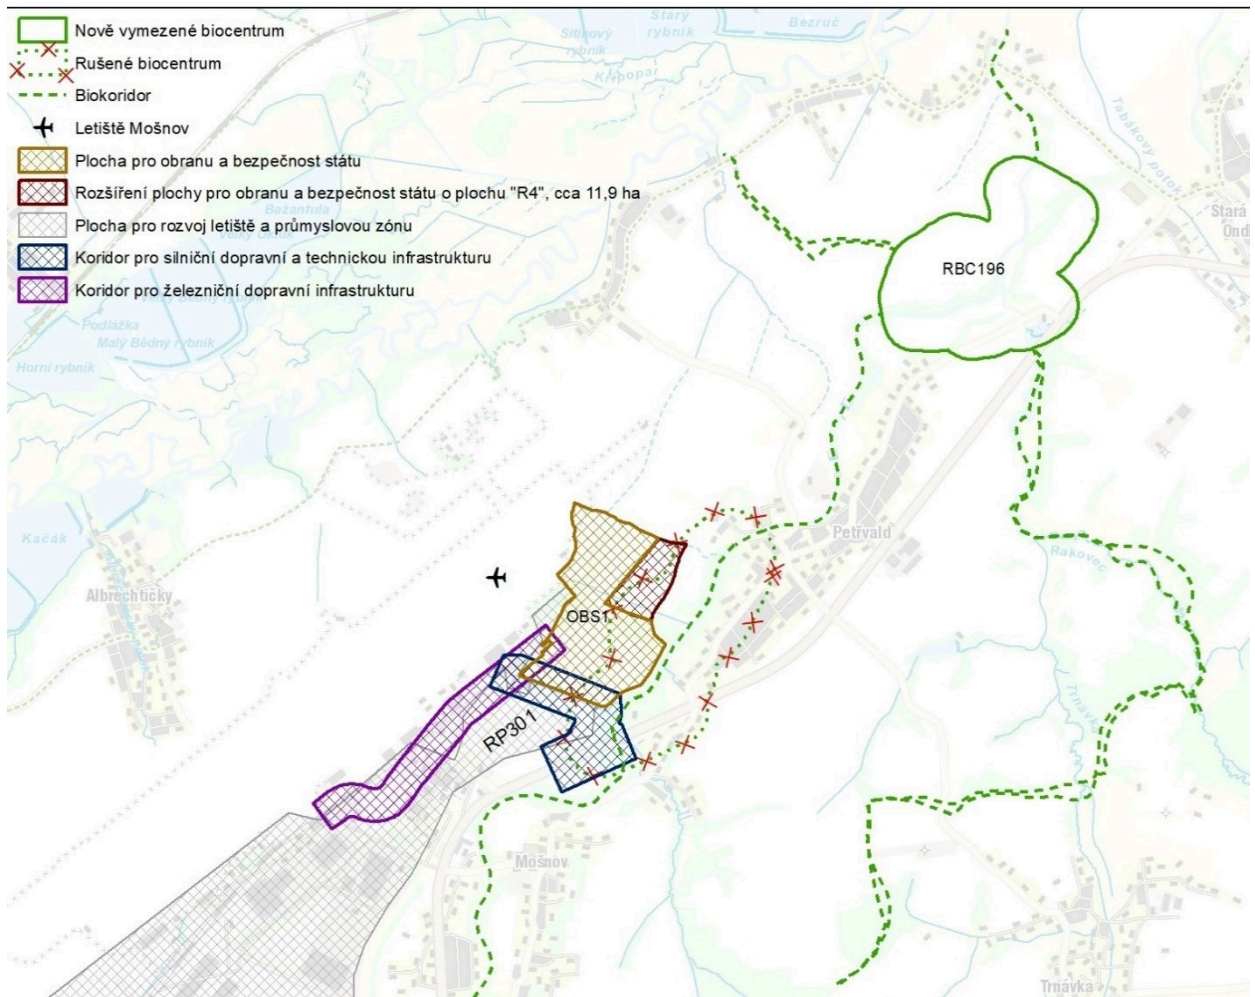 Nově vymezené biocentrum
Rušené biocentrum
Biokoridor
Letiště Mošnov
Plocha pro obranu a bezpečnost státu
Rozšíření plochy pro obranu a bezpečnost státu o plochu "R4", cca 11,9 ha
Plocha pro rozvoj letiště a průmyslovou zónu
Koridor pro silniční dopravní a technickou infrastrukturu
Koridor pro železniční dopravní infrastrukturu
Starý
rybník
Bezruč
Sítinový
rybník
Křipopa
Tabákový potok
Stará
Ondř
RBC196
Bažantula
Podlážka
Malý Bědný rybník
Horní rybník
Kačák
Albrechtičky
Petřvald
Rakovec
OBS1
RP301
Trnávka
Mošnov
Trnávka